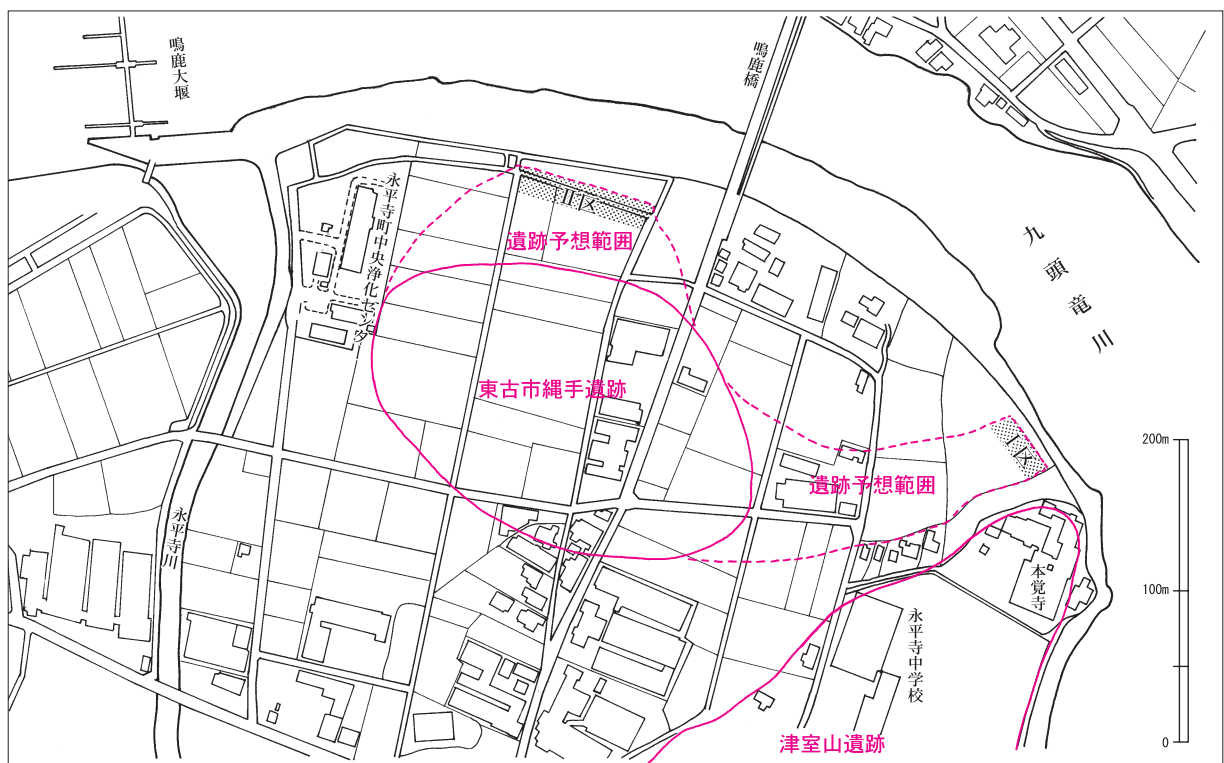 鳴鹿大堰
鳴鹿橋
九頭竜川
永平寺町中央浄化センター
II区
遺跡予想範囲
東古市縄手遺跡
I区
遺跡予想範囲
200m
100m
0
永平寺川
本覚寺
永平寺中学校
津室山遺跡